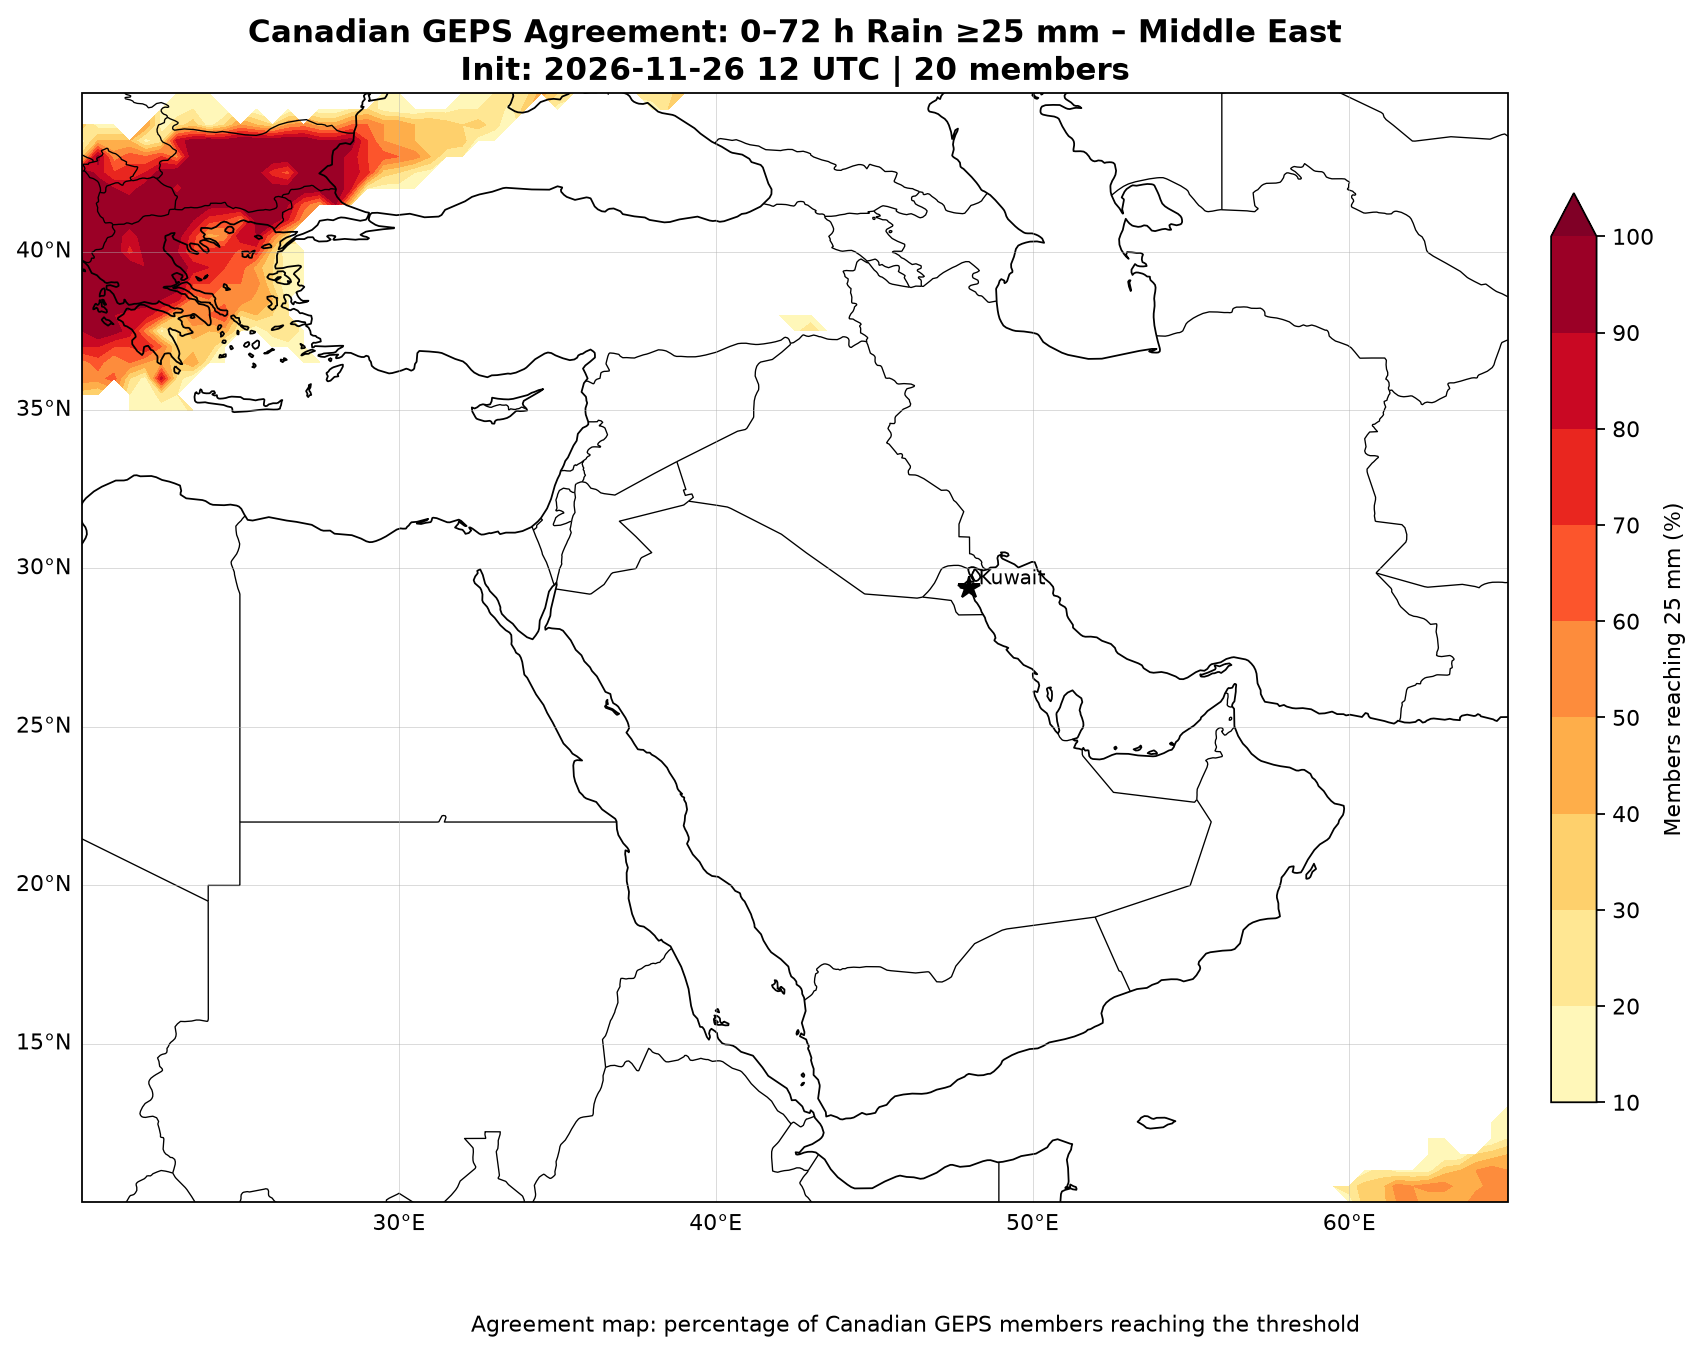 Canadian GEPS Agreement: 0–72 h Rain ≥25 mm – Middle East
Init: 2026-11-26 12 UTC | 20 members
40°N
35°N
30°N
25°N
20°N
15°N
30°E
40°E
50°E
60°E
Kuwait
100
90
80
70
60
50
40
30
20
10
Members reaching 25 mm (%)
Agreement map: percentage of Canadian GEPS members reaching the threshold